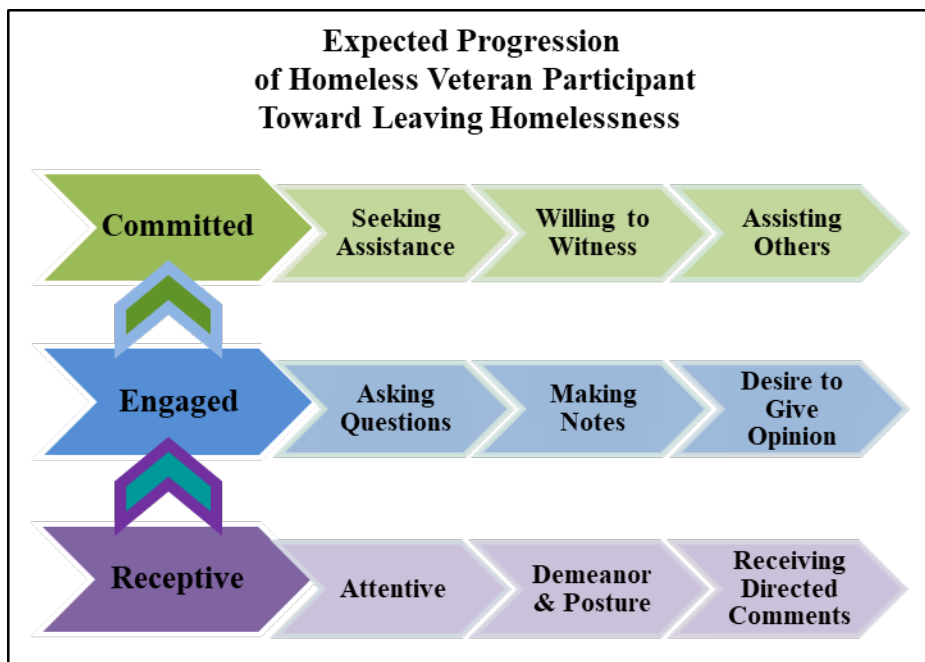 Expected Progression
of Homeless Veteran Participant
Toward Leaving Homelessness
Committed
Seeking
Assistance
Willing to
Witness
Assisting
Others
Engaged
Asking
Questions
Making
Notes
Desire to
Give
Opinion
Receptive
Attentive
Demeanor
& Posture
Receiving
Directed
Comments